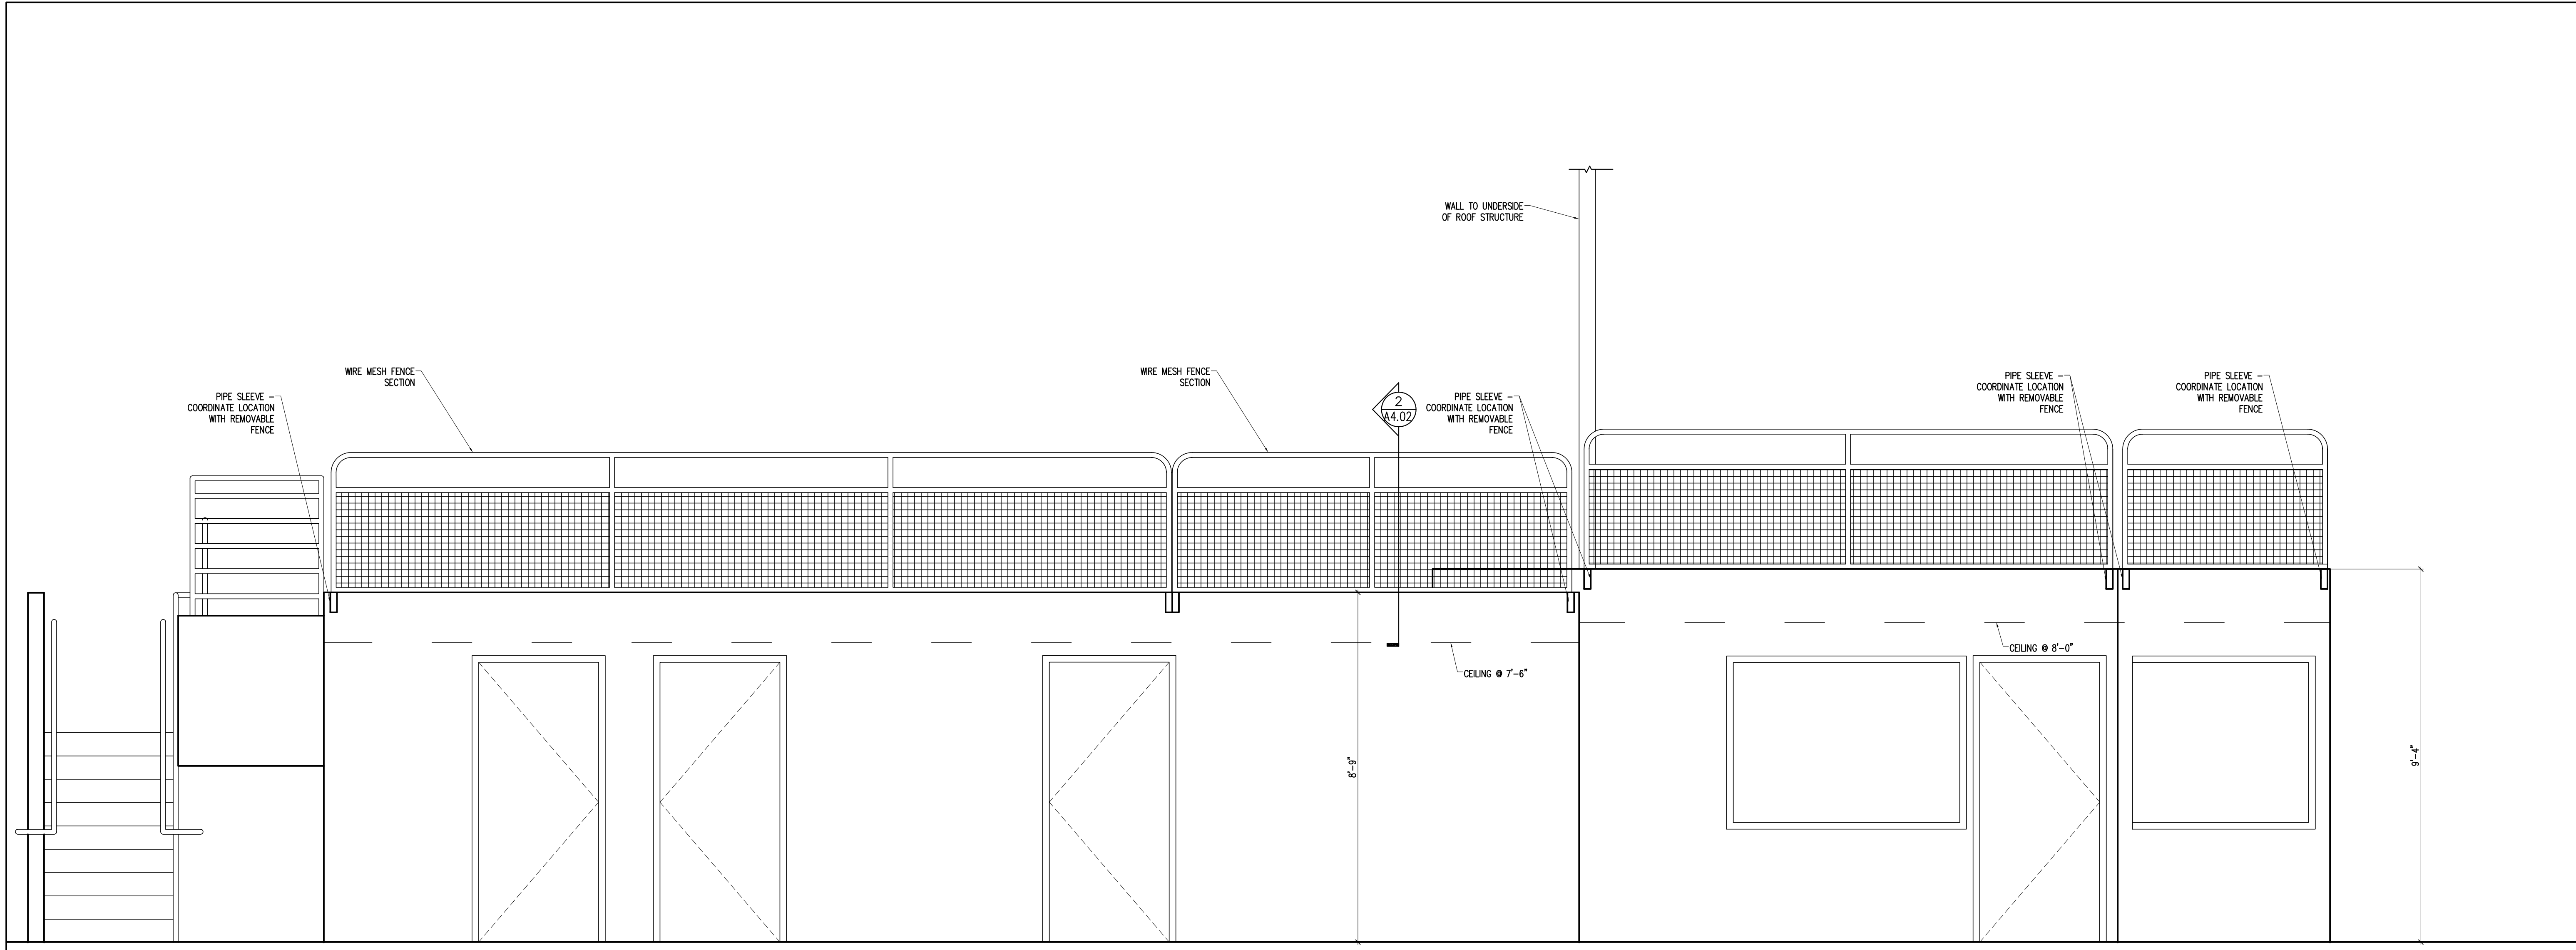 WALL TO UNDERSIDE
OF ROOF STRUCTURE
WIRE MESH FENCE
SECTION
WIRE MESH FENCE
SECTION
PIPE SLEEVE –
COORDINATE LOCATION
WITH REMOVABLE
FENCE
PIPE SLEEVE –
COORDINATE LOCATION
WITH REMOVABLE
FENCE
PIPE SLEEVE –
COORDINATE LOCATION
WITH REMOVABLE
FENCE
2
A4.02
PIPE SLEEVE –
COORDINATE LOCATION
WITH REMOVABLE
FENCE
CEILING @ 8'-0"
CEILING @ 7'-6"
8'-9"
9'-4"